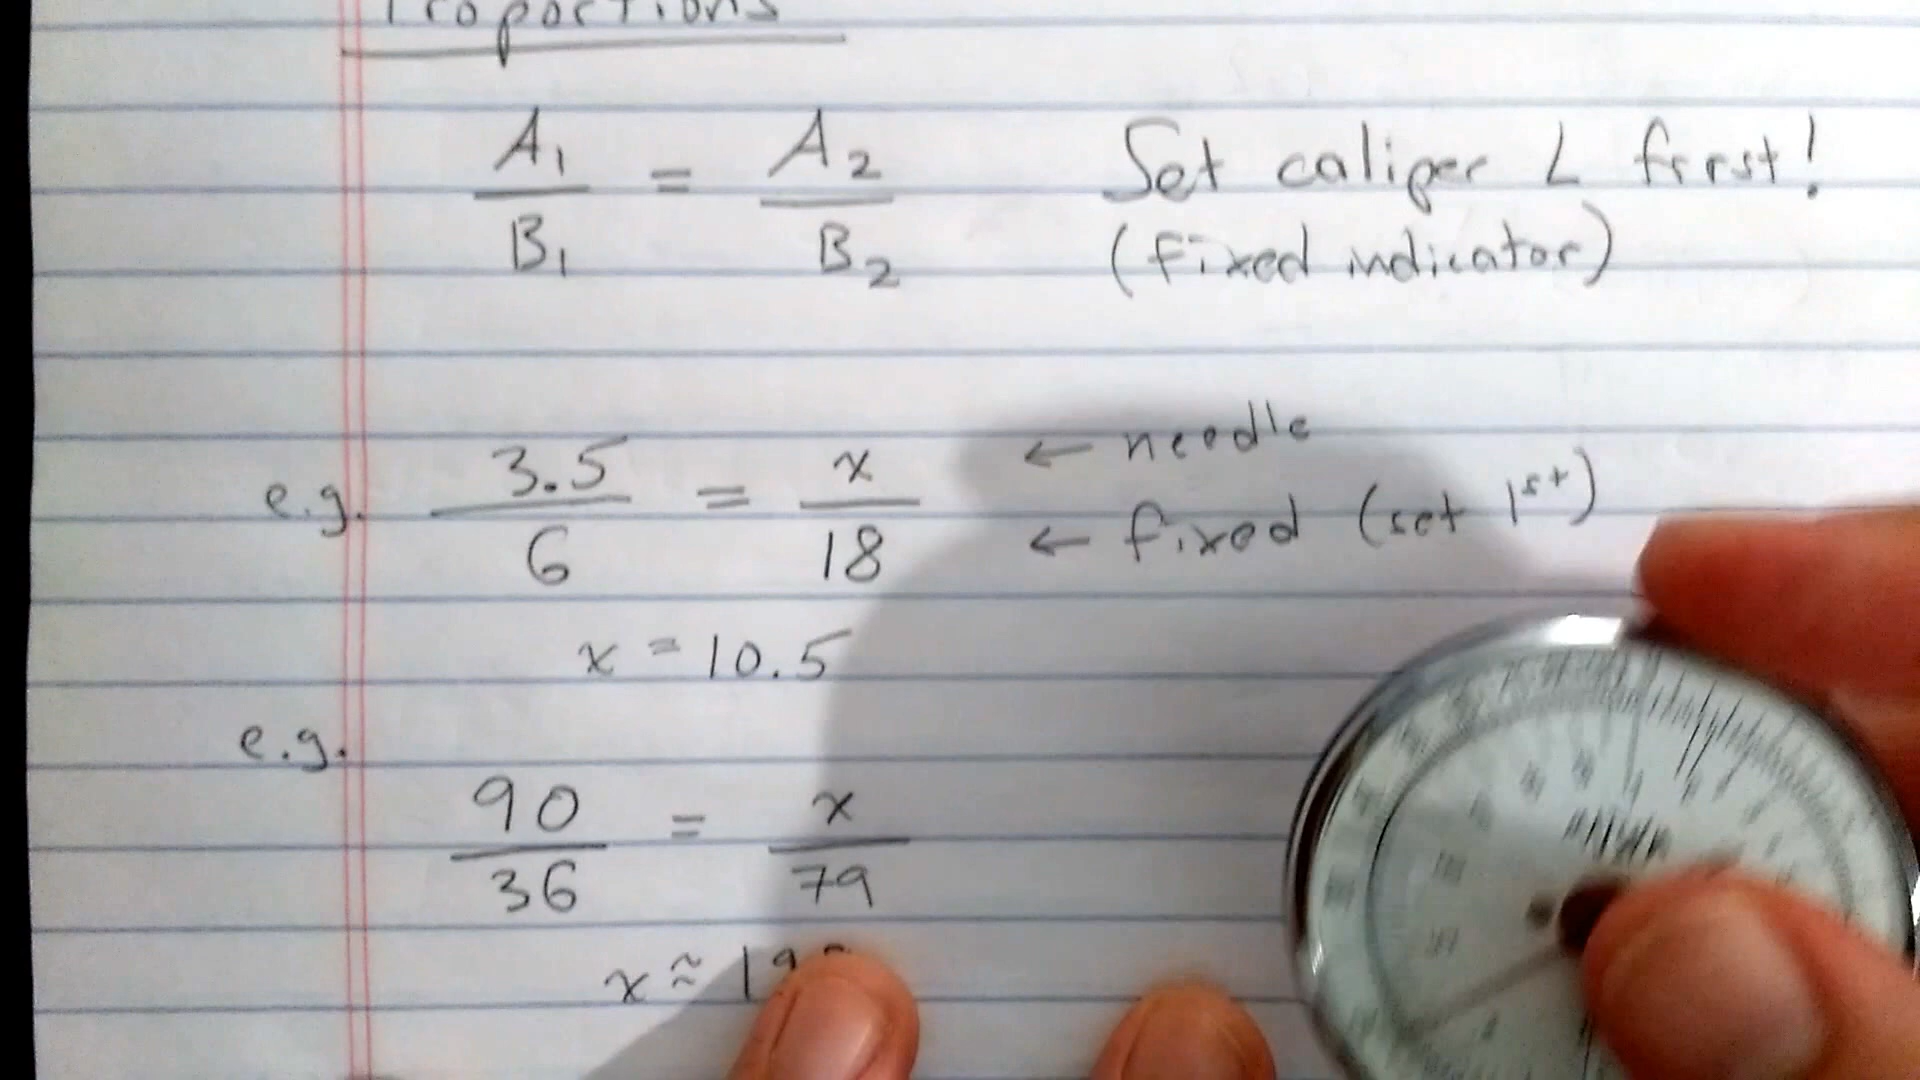 Proportions
A1/B1 = A2/B2 Set caliper L first!
(fixed indicator)
e.g. 3.5/6 = x/18 ← needle
← fixed (set 1st)
x = 10.5
e.g.
90/36 = x/79
x ≈